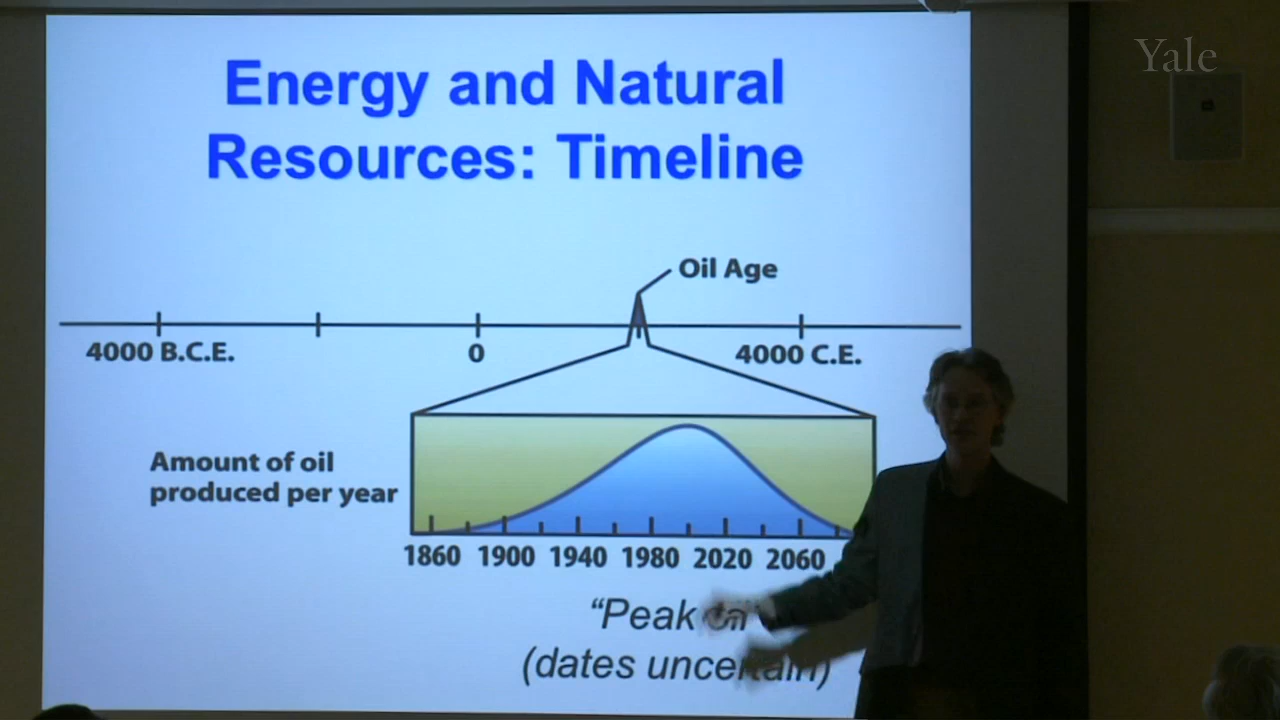 Yale
Energy and Natural
Resources: Timeline
Oil Age
4000 B.C.E. 0 4000 C.E.
Amount of oil
produced per year
1860 1900 1940 1980 2020 2060
“Peak
(dates uncertain)